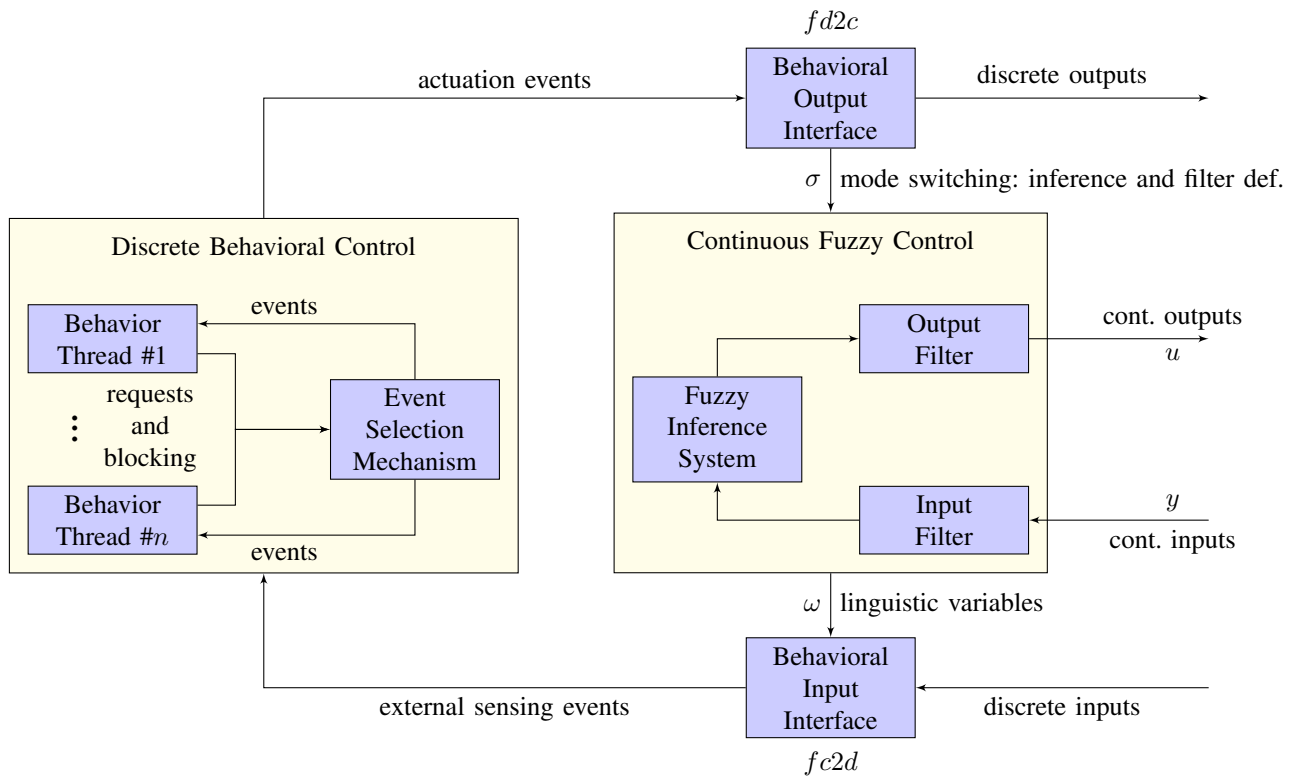 fd2c
Behavioral
Output
Interface
actuation events
discrete outputs
σ mode switching: inference and filter def.
Discrete Behavioral Control
Continuous Fuzzy Control
events
Behavior
Thread #1
requests
and
blocking
Event
Selection
Mechanism
Behavior
Thread #n
events
Output
Filter
cont. outputs
u
Fuzzy
Inference
System
Input
Filter
y
cont. inputs
ω linguistic variables
Behavioral
Input
Interface
external sensing events
discrete inputs
fc2d